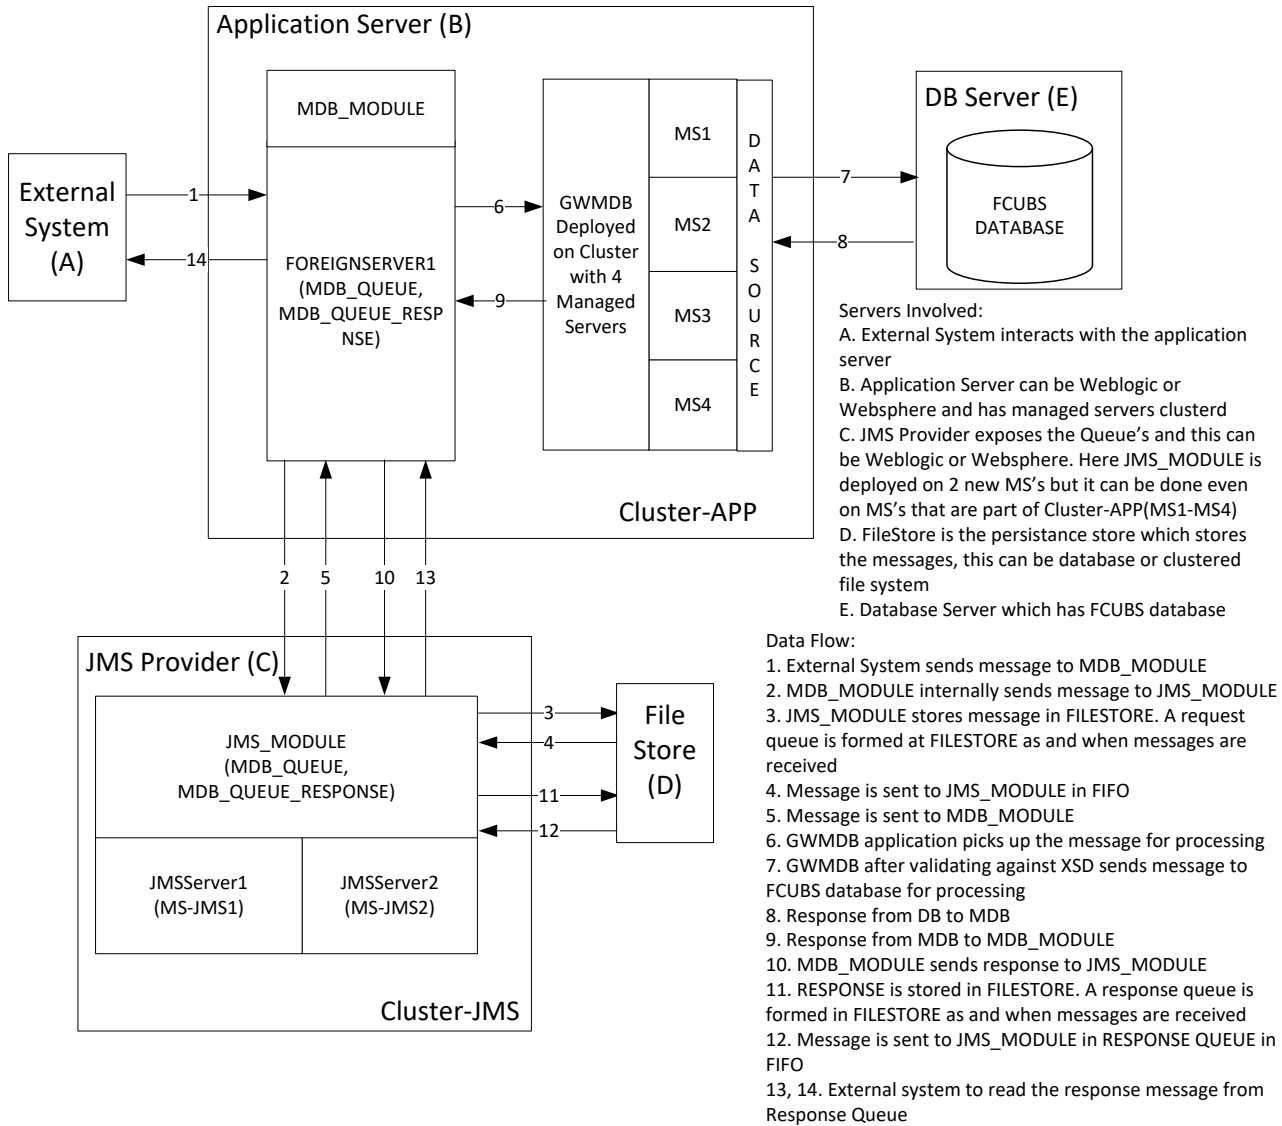 Application Server (B)
MDB_MODULE
FOREIGNSERVER1
(MDB_QUEUE,
MDB_QUEUE_RESP
NSE)
GWMDB
Deployed
on Cluster
with 4
Managed
Servers
MS1
MS2
MS3
MS4
D
A
T
A
S
O
U
R
C
E
Cluster-APP
External
System
(A)
1
14
6
9
7
8
DB Server (E)
FCUBS
DATABASE
Servers Involved:
A. External System interacts with the application
server
B. Application Server can be Weblogic or
Websphere and has managed servers clusterd
C. JMS Provider exposes the Queue's and this can
be Weblogic or Websphere. Here JMS_MODULE is
deployed on 2 new MS's but it can be done even
on MS's that are part of Cluster-APP(MS1-MS4)
D. FileStore is the persistance store which stores
the messages, this can be database or clustered
file system
E. Database Server which has FCUBS database
2
5
10
13
JMS Provider (C)
JMS_MODULE
(MDB_QUEUE,
MDB_QUEUE_RESPONSE)
JMSServer1
(MS-JMS1)
JMSServer2
(MS-JMS2)
Cluster-JMS
3
4
11
12
File
Store
(D)
Data Flow:
1. External System sends message to MDB_MODULE
2. MDB_MODULE internally sends message to JMS_MODULE
3. JMS_MODULE stores message in FILESTORE. A request
queue is formed at FILESTORE as and when messages are
received
4. Message is sent to JMS_MODULE in FIFO
5. Message is sent to MDB_MODULE
6. GWMDB application picks up the message for processing
7. GWMDB after validating against XSD sends message to
FCUBS database for processing
8. Response from DB to MDB
9. Response from MDB to MDB_MODULE
10. MDB_MODULE sends response to JMS_MODULE
11. RESPONSE is stored in FILESTORE. A response queue is
formed in FILESTORE as and when messages are received
12. Message is sent to JMS_MODULE in RESPONSE QUEUE in
FIFO
13, 14. External system to read the response message from
Response Queue